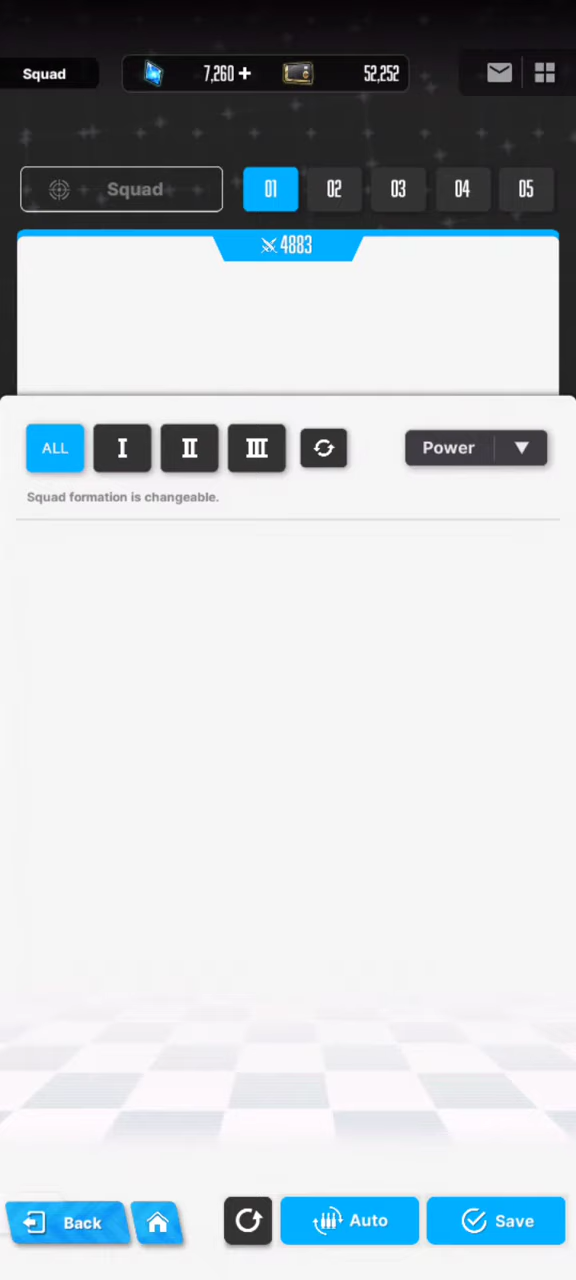 Squad
7,260
52,252
Squad
01
02
03
04
05
4883
ALL
I
II
III
Power
Squad formation is changeable.
Back
Auto
Save